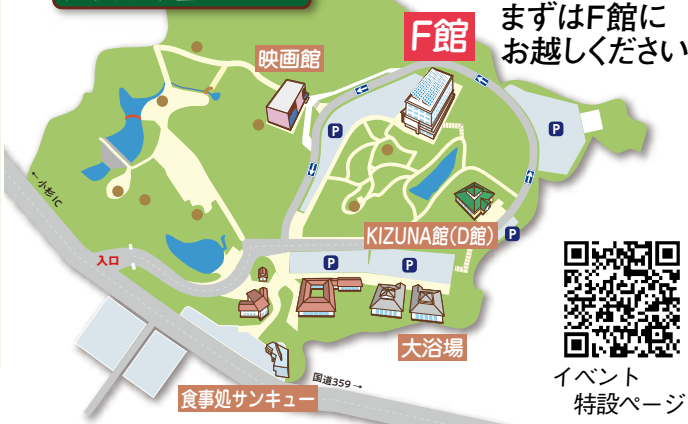 F館
まずはF館に
お越しください
映画館
P
P
← 小杉IC
KIZUNA館(D館)
P
入口
P
P
大浴場
国道359 →
食事処サンキュー
イベント
特設ページ